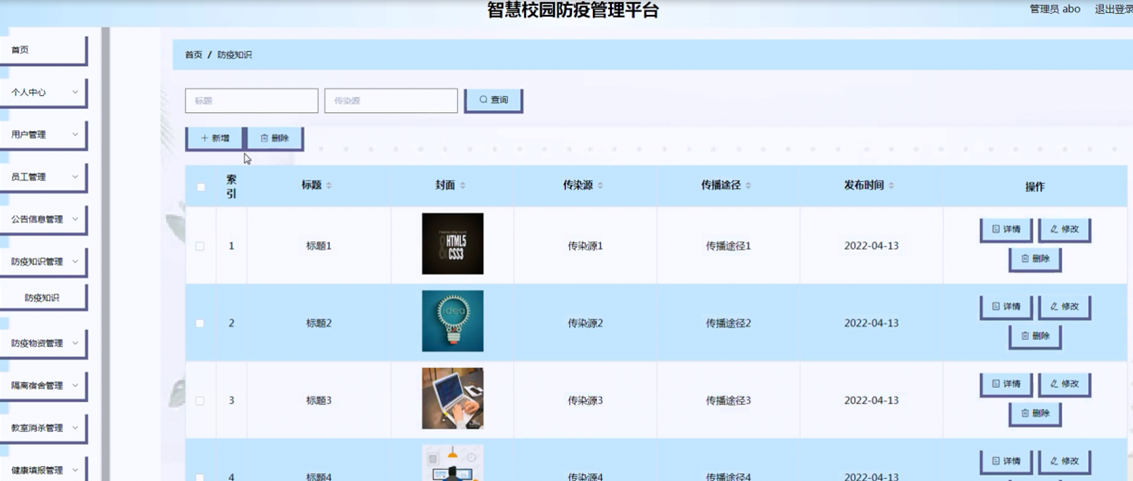 智慧校园防疫管理平台
管理员 abo 退出登录
首页
个人中心
用户管理
员工管理
公告信息管理
防疫知识管理
防疫知识
防疫物资管理
隔离宿舍管理
教室消杀管理
健康填报管理
首页 / 防疫知识
标题 传染源 查询
新增 删除
索引 标题 封面 传染源 传播途径 发布时间 操作
1 标题1 HTML5 & CSS3 传染源1 传播途径1 2022-04-13 详情 修改
删除
2 标题2 idea 传染源2 传播途径2 2022-04-13 详情 修改
删除
3 标题3 传染源3 传播途径3 2022-04-13 详情 修改
删除
4 标题4 传染源4 传播途径4 详情 修改